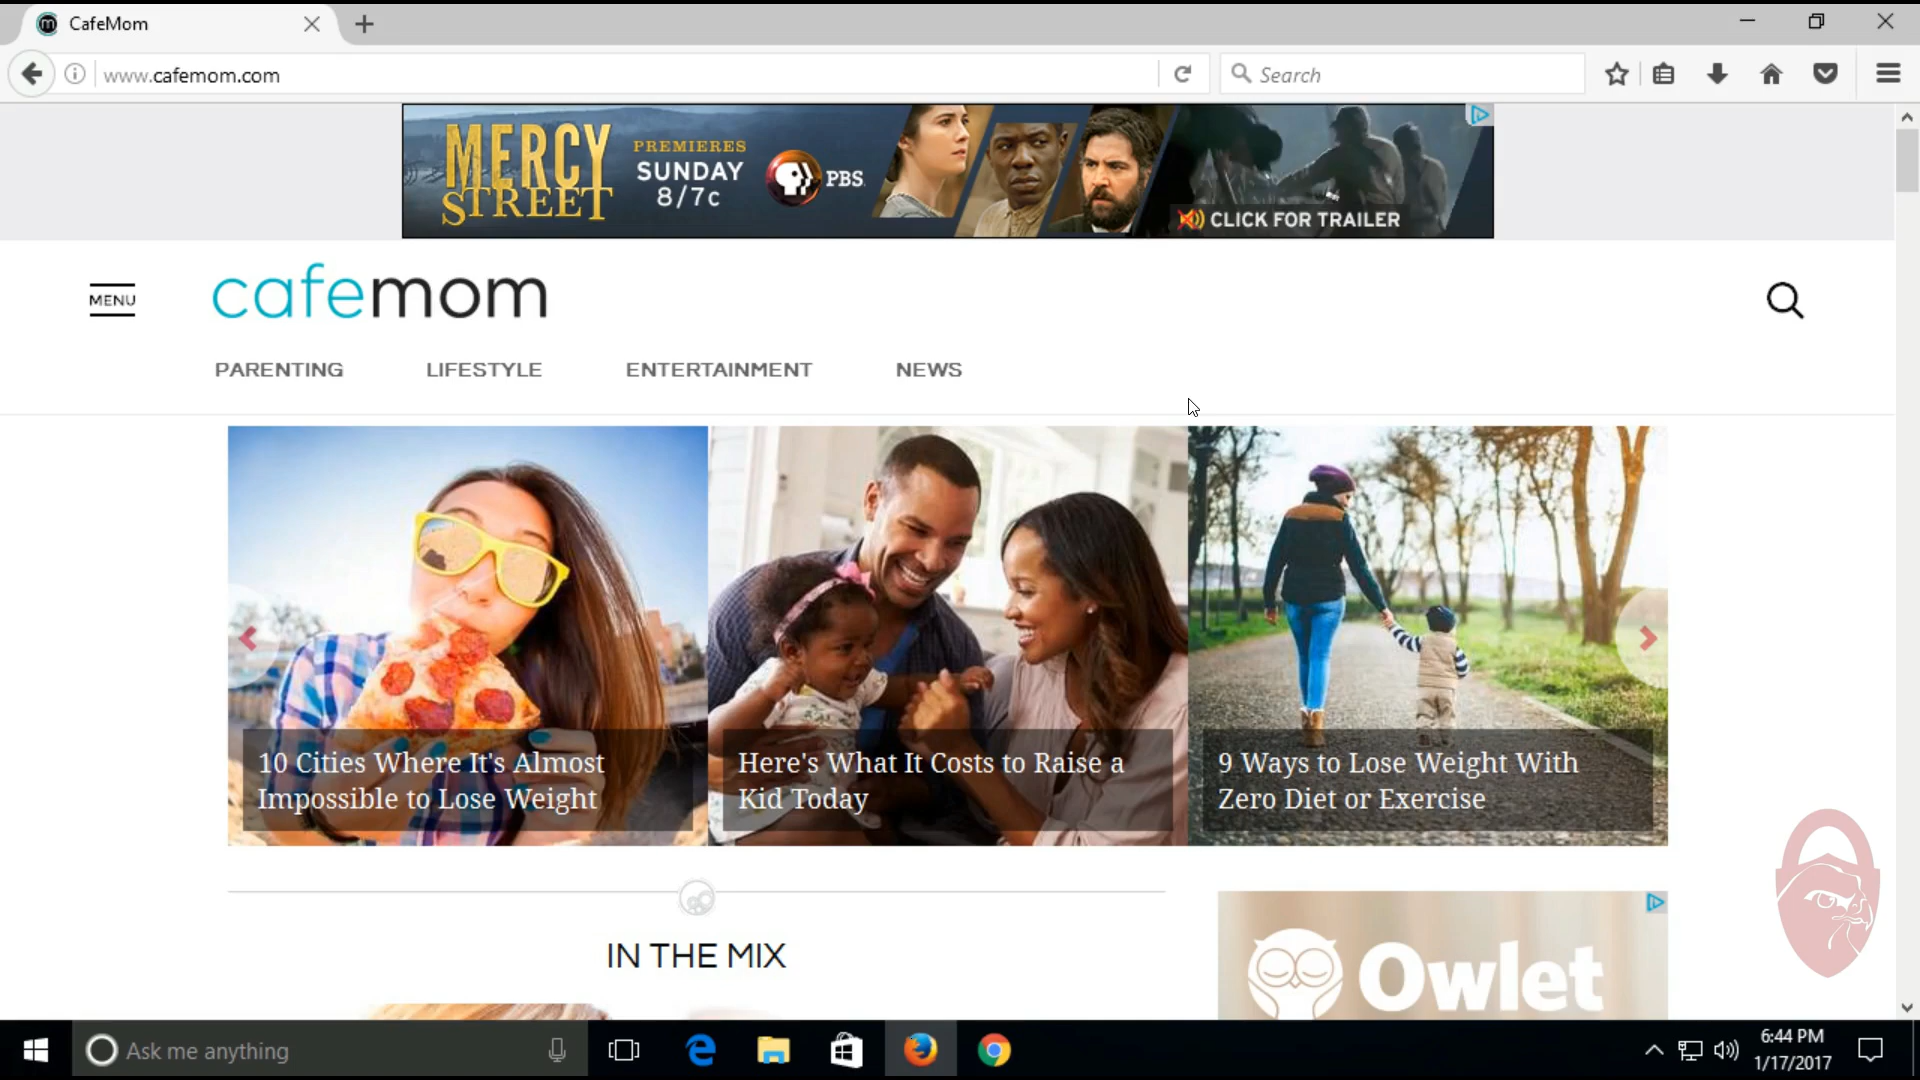 CafeMom
www.cafemom.com
Search
MERCY
STREET
PREMIERES
SUNDAY
8/7c
PBS
CLICK FOR TRAILER
MENU
cafemom
PARENTING LIFESTYLE ENTERTAINMENT NEWS
10 Cities Where It's Almost
Impossible to Lose Weight
Here's What It Costs to Raise a
Kid Today
9 Ways to Lose Weight With
Zero Diet or Exercise
IN THE MIX
Owlet
Ask me anything
6:44 PM
1/17/2017